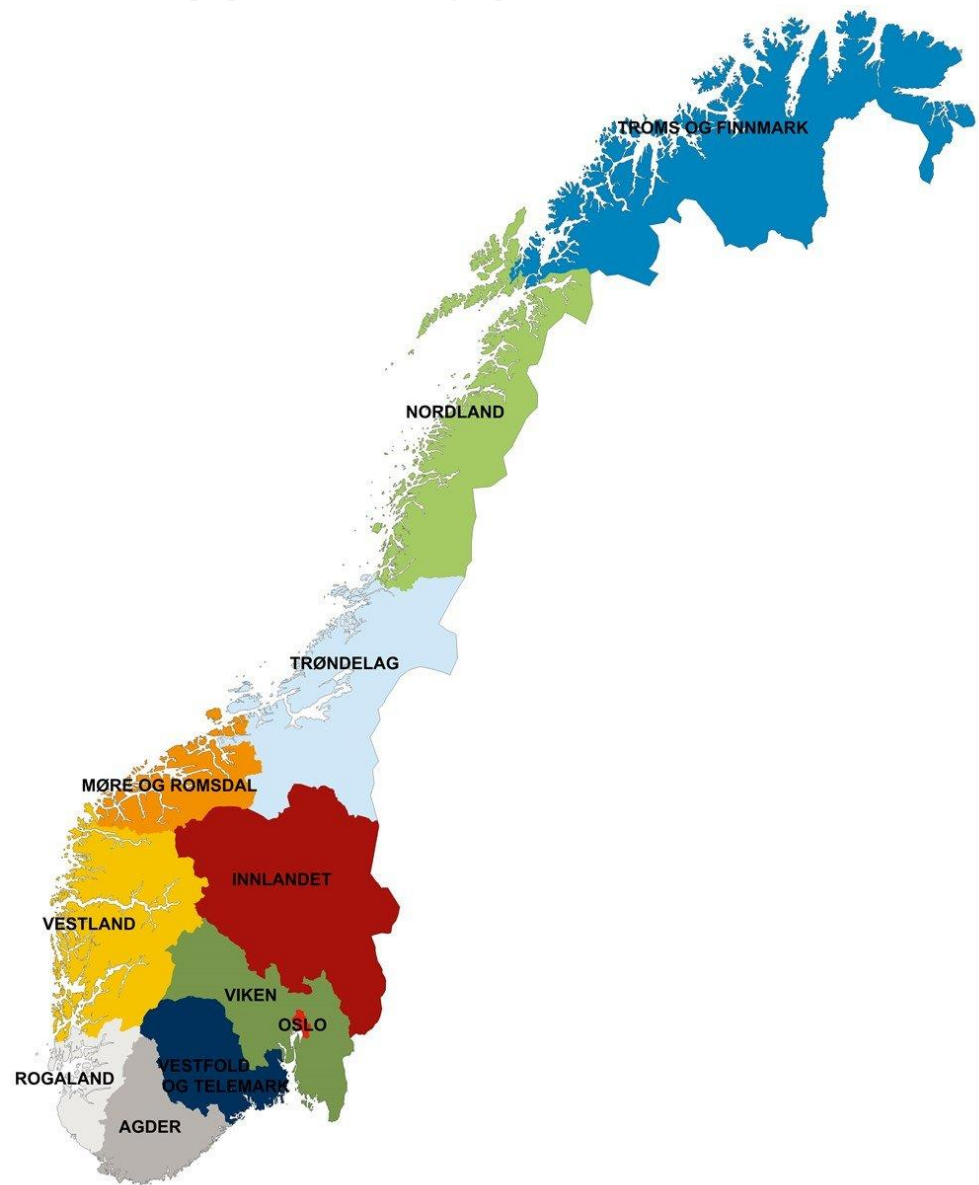 TROMS OG FINNMARK
NORDLAND
TRØNDELAG
MØRE OG ROMSDAL
INNLANDET
VESTLAND
VIKEN
OSLO
VESTFOLD
OG TELEMARK
ROGALAND
AGDER